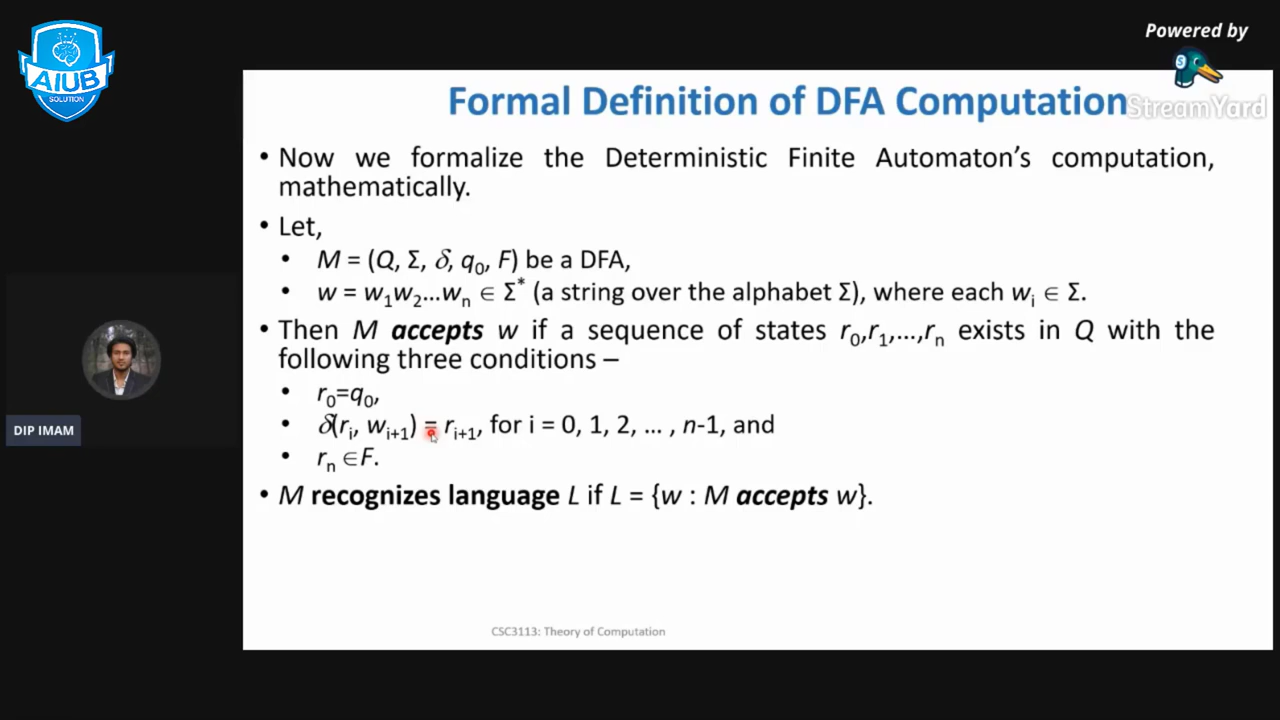 Powered by
AIUB
SOLUTION
StreamYard
Formal Definition of DFA Computation
• Now we formalize the Deterministic Finite Automaton’s computation,
mathematically.
• Let,
• M = (Q, Σ, δ, q₀, F) be a DFA,
• w = w₁w₂…wₙ ∈ Σ* (a string over the alphabet Σ), where each wᵢ ∈ Σ.
• Then M accepts w if a sequence of states r₀,r₁,…,rₙ exists in Q with the
following three conditions –
• r₀=q₀,
• δ(rᵢ, wᵢ₊₁) = rᵢ₊₁, for i = 0, 1, 2, … , n-1, and
• rₙ ∈F.
• M recognizes language L if L = {w : M accepts w}.
DIP IMAM
CSC3113: Theory of Computation